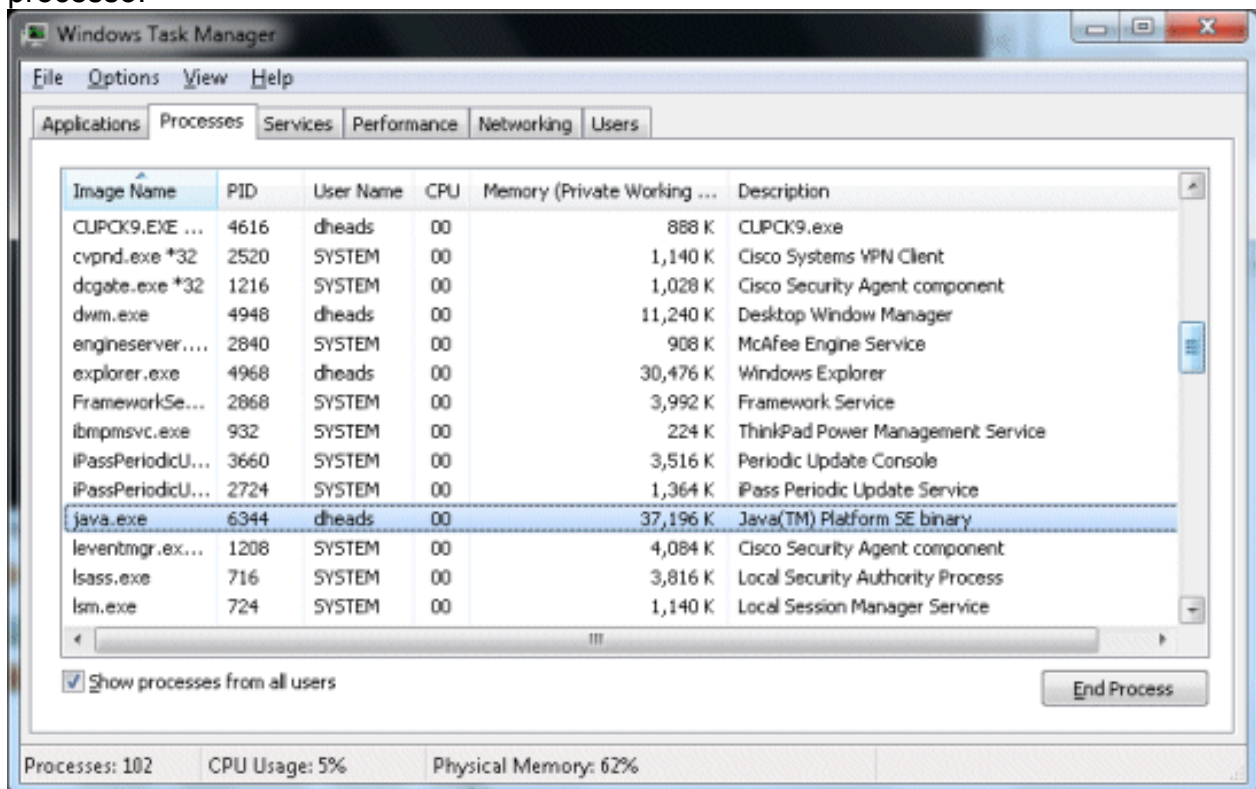 Windows Task Manager
File Options View Help
Applications Processes Services Performance Networking Users
Image Name PID User Name CPU Memory (Private Working ... Description
CUPCK9.EXE ... 4616 dheads 00 888 K CUPCK9.exe
cvpnd.exe *32 2520 SYSTEM 00 1,140 K Cisco Systems VPN Client
dcgate.exe *32 1216 SYSTEM 00 1,028 K Cisco Security Agent component
dwm.exe 4948 dheads 00 11,240 K Desktop Window Manager
engineserver.... 2840 SYSTEM 00 908 K McAfee Engine Service
explorer.exe 4968 dheads 00 30,476 K Windows Explorer
FrameworkSe... 2868 SYSTEM 00 3,992 K Framework Service
ibmpmsvc.exe 932 SYSTEM 00 224 K ThinkPad Power Management Service
iPassPeriodicU... 3660 SYSTEM 00 3,516 K Periodic Update Console
iPassPeriodicU... 2724 SYSTEM 00 1,364 K iPass Periodic Update Service
java.exe 6344 dheads 00 37,196 K Java(TM) Platform SE binary
leventmgr.ex... 1208 SYSTEM 00 4,084 K Cisco Security Agent component
lsass.exe 716 SYSTEM 00 3,816 K Local Security Authority Process
lsm.exe 724 SYSTEM 00 1,140 K Local Session Manager Service
Show processes from all users
End Process
Processes: 102 CPU Usage: 5% Physical Memory: 62%